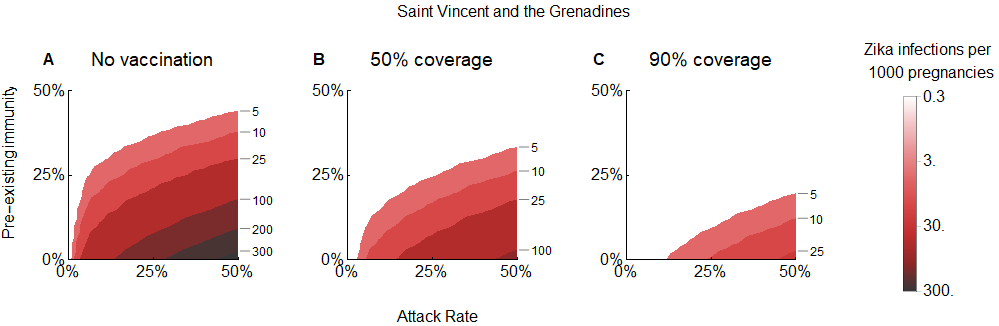 Saint Vincent and the Grenadines
A No vaccination
B 50% coverage
C 90% coverage
Zika infections per
1000 pregnancies
Pre-existing immunity
50%
25%
0%
0% 25% 50%
5
10
25
100
200
300
50%
25%
0%
0% 25% 50%
5
10
25
100
50%
25%
0%
0% 25% 50%
5
10
25
0.3
3.
30.
300.
Attack Rate